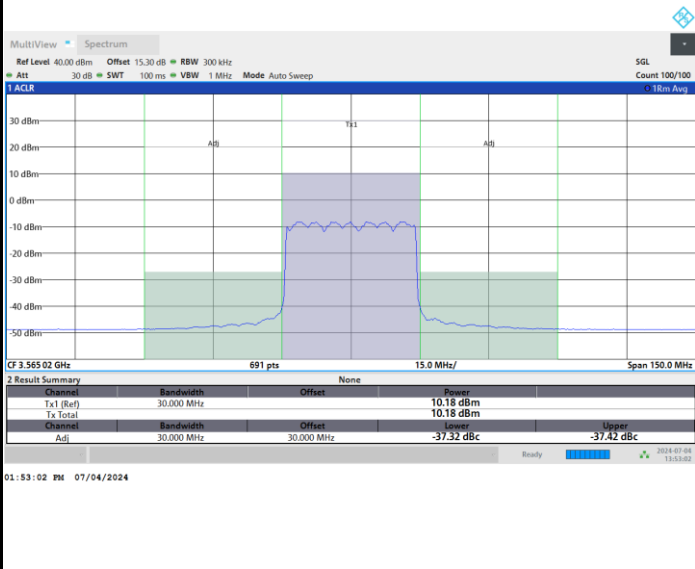 MultiView Spectrum
Ref Level 40.00 dBm Offset 15.30 dB RBW 300 kHz SGL
Att 30 dB SWT 100 ms VBW 1 MHz Mode Auto Sweep Count 100/100
1 ACLR 1Rm Avg
Tx1
30 dBm
Adj Adj
20 dBm
10 dBm
0 dBm
-10 dBm
-20 dBm
-30 dBm
-40 dBm
-50 dBm
CF 3.565 02 GHz 691 pts 15.0 MHz/ Span 150.0 MHz
2 Result Summary None
Channel Bandwidth Offset Power
Tx1 (Ref) 30.000 MHz 10.18 dBm
Tx Total 10.18 dBm
Channel Bandwidth Offset Lower Upper
Adj 30.000 MHz 30.000 MHz -37.32 dBc -37.42 dBc
Ready 2024-07-04
13:53:02
01:53:02 PM 07/04/2024